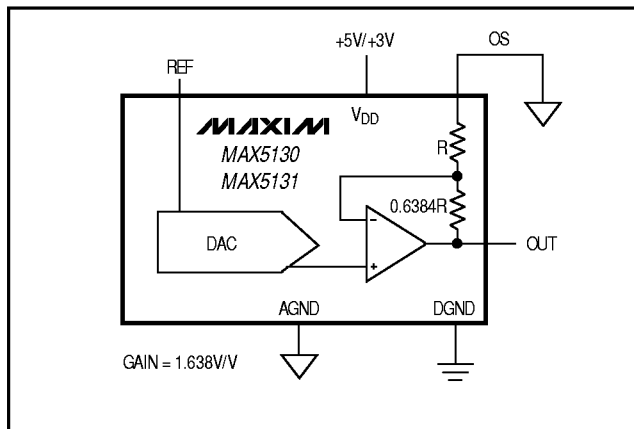 +5V/+3V
OS
REF
VDD
MAXIM
MAX5130
MAX5131
R
0.6384R
-
DAC
+
OUT
AGND
DGND
GAIN = 1.638V/V